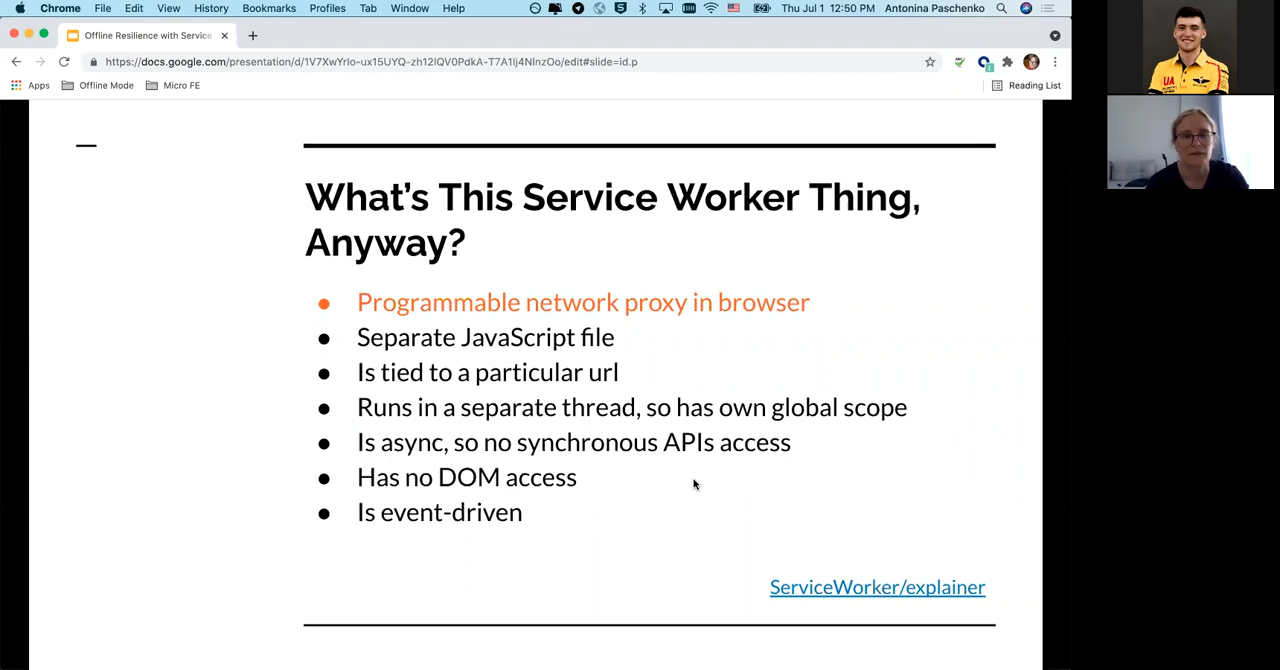 Chrome File Edit View History Bookmarks Profiles Tab Window Help Thu Jul 1 12:50 PM Antonina Paschenko
Offline Resilience with Service
https://docs.google.com/presentation/d/1V7XwYrIo-ux15UYQ-zh12IQV0PdkA-T7A1Ij4NInzOo/edit#slide=id.p
Apps Offline Mode Micro FE Reading List
UA
What's This Service Worker Thing,
Anyway?
Programmable network proxy in browser
Separate JavaScript file
Is tied to a particular url
Runs in a separate thread, so has own global scope
Is async, so no synchronous APIs access
Has no DOM access
Is event-driven
ServiceWorker/explainer